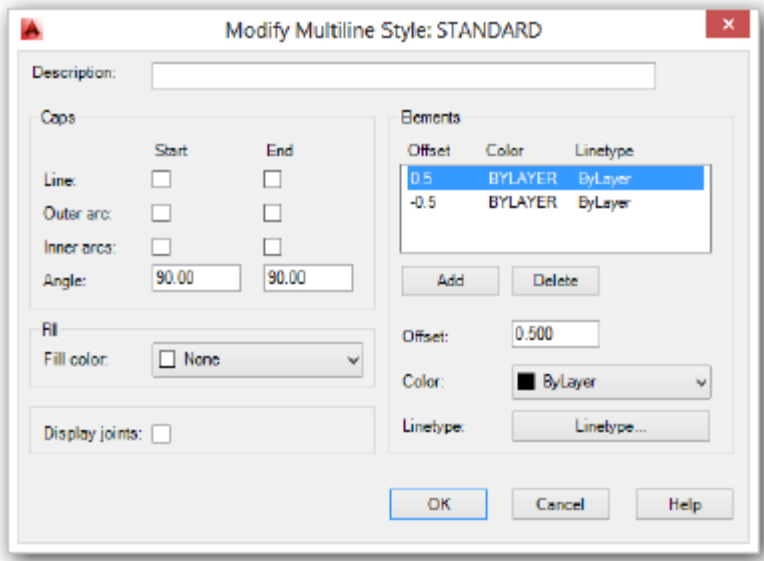 Modify Multiline Style: STANDARD
Description:
Caps
Start End
Line:
Outer arc:
Inner arcs:
Angle: 90.00 90.00
Fill
Fill color: None
Display joints:
Elements
Offset Color Linetype
0.5 BYLAYER ByLayer
-0.5 BYLAYER ByLayer
Add Delete
Offset: 0.500
Color: ByLayer
Linetype: Linetype...
OK Cancel Help